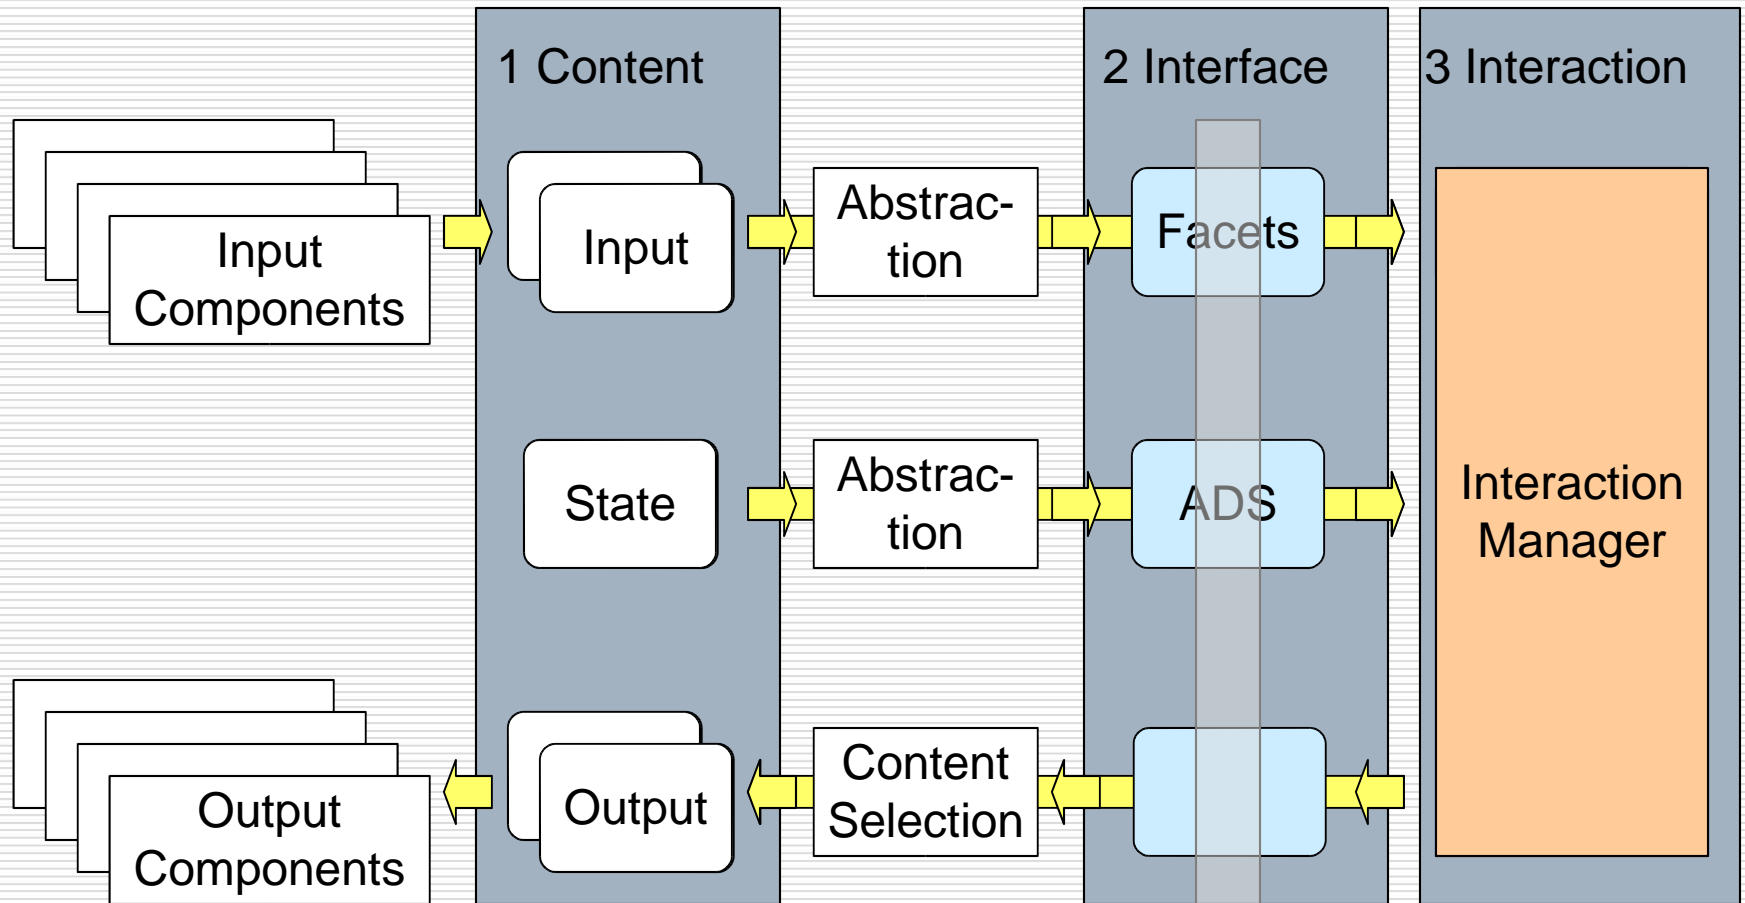 1 Content
2 Interface
3 Interaction
Input
Components
Input
Abstrac-
tion
Facets
State
Abstrac-
tion
ADS
Interaction
Manager
Output
Components
Output
Content
Selection